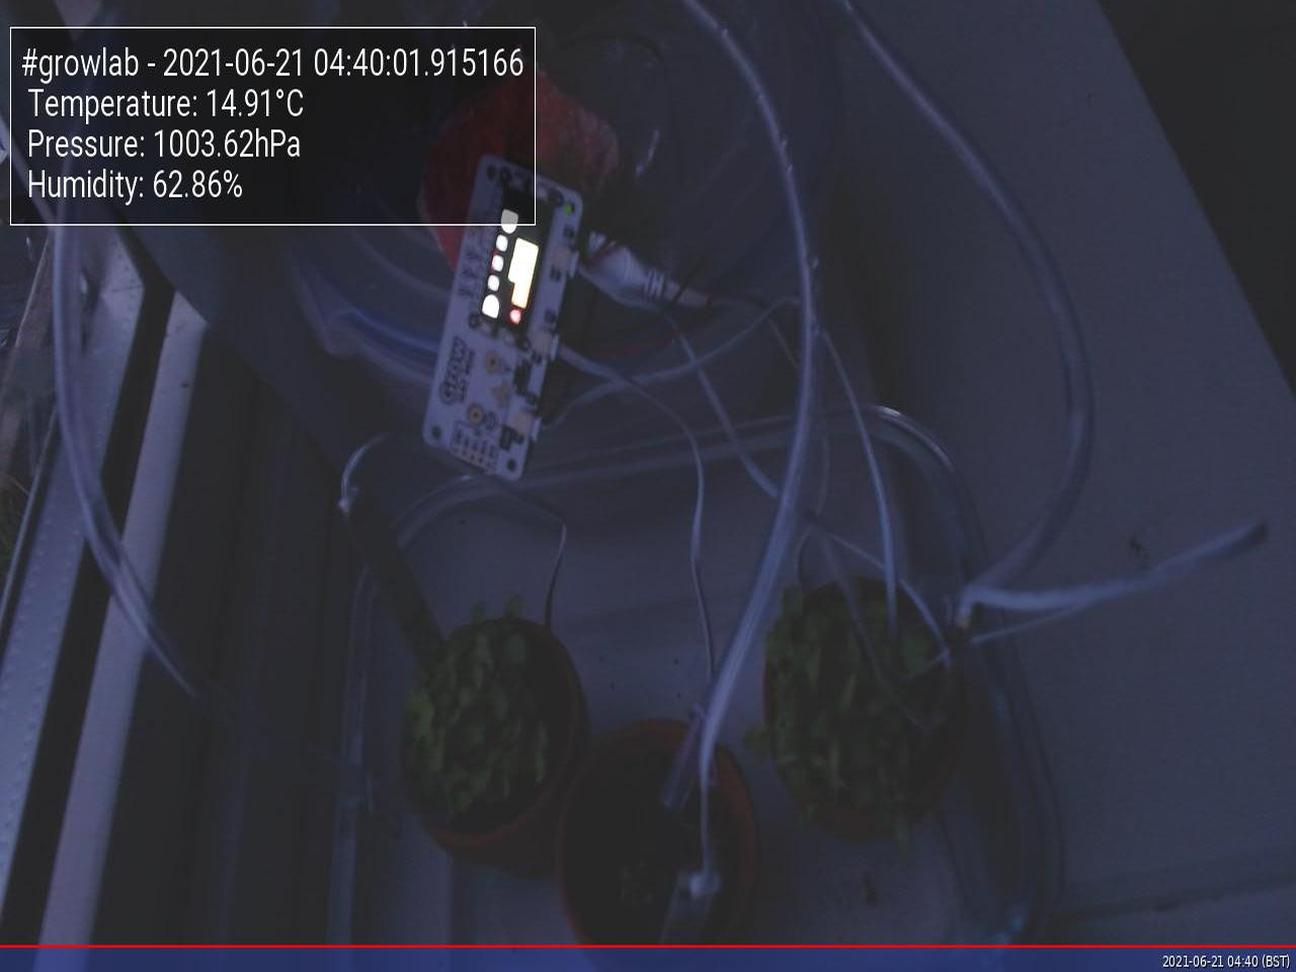 #growlab - 2021-06-21 04:40:01.915166
Temperature: 14.91°C
Pressure: 1003.62hPa
Humidity: 62.86%
GROW
2021-06-21 04:40 (BST)